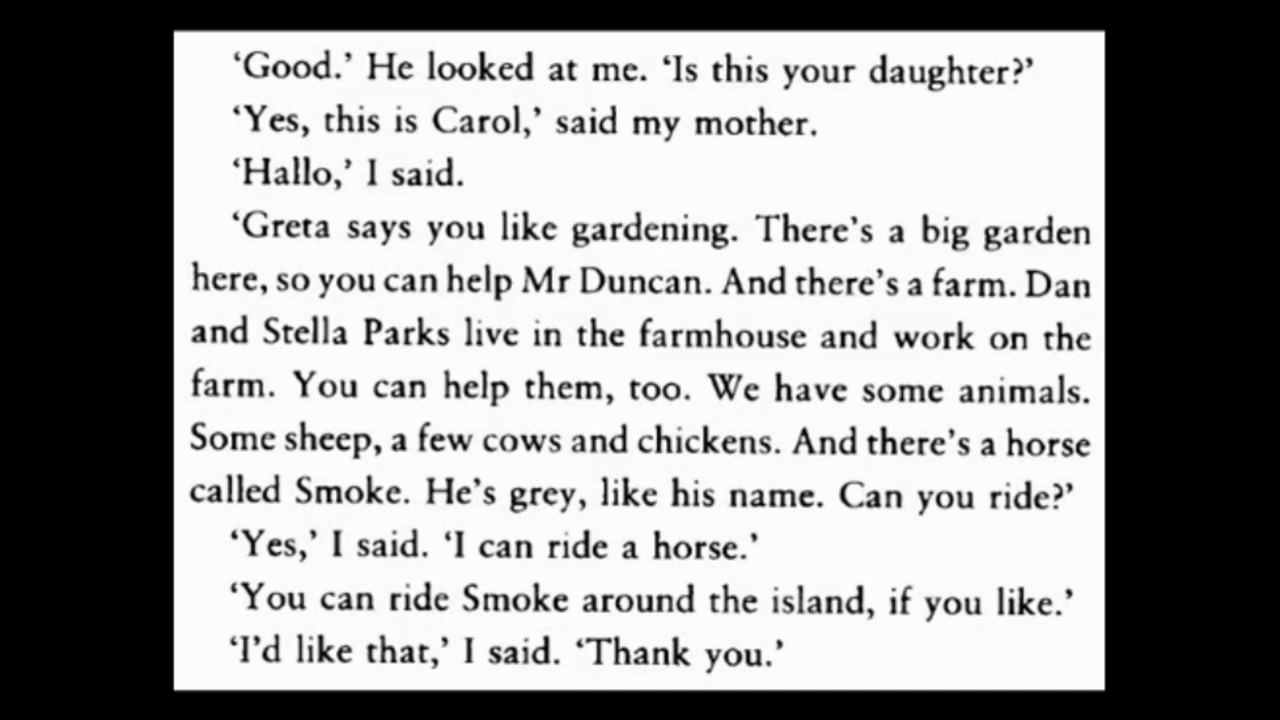 ‘Good.’ He looked at me. ‘Is this your daughter?’
‘Yes, this is Carol,’ said my mother.
‘Hallo,’ I said.
‘Greta says you like gardening. There’s a big garden
here, so you can help Mr Duncan. And there’s a farm. Dan
and Stella Parks live in the farmhouse and work on the
farm. You can help them, too. We have some animals.
Some sheep, a few cows and chickens. And there’s a horse
called Smoke. He’s grey, like his name. Can you ride?’
‘Yes,’ I said. ‘I can ride a horse.’
‘You can ride Smoke around the island, if you like.’
‘I’d like that,’ I said. ‘Thank you.’